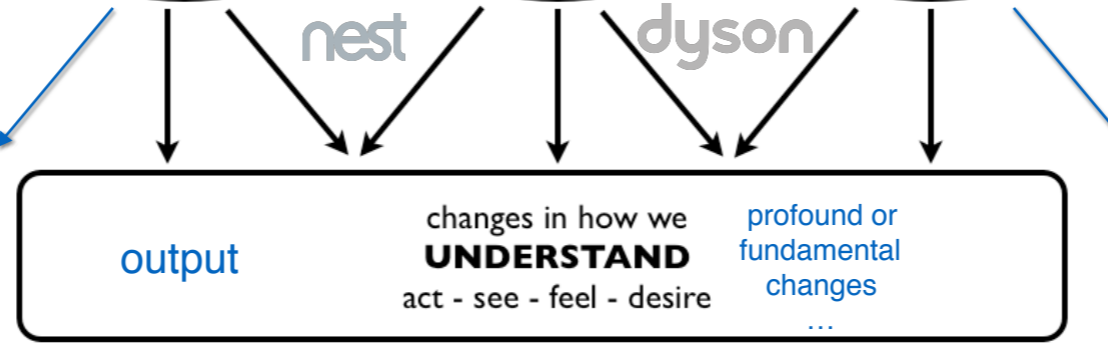 nest
dyson
output
changes in how we
UNDERSTAND
act - see - feel - desire
profound or
fundamental
changes
...